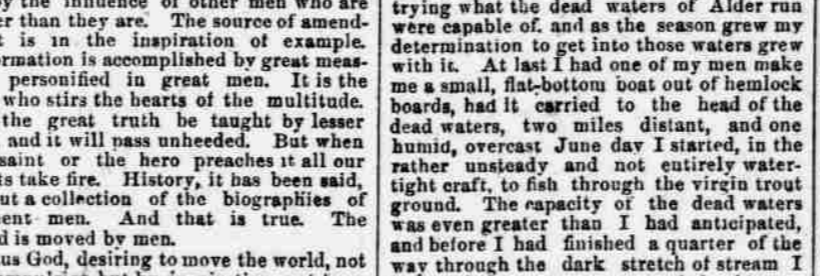 by the influence of other men who are
er than they are. The source of amend-
t is in the inspiration of example.
ormation is accomplished by great meas-
personified in great men. It is the
who stirs the hearts of the multitude.
the great truth be taught by lesser
and it will pass unheeded. But when
saint or the hero preaches it all our
ts take fire. History, it has been said,
ut a collection of the biographies of
ent men. And that is true. The
d is moved by men.
us God, desiring to move the world, not
trying what the dead waters of Alder run
were capable of. and as the season grew my
determination to get into those waters grew
with it. At last I had one of my men make
me a small, flat-bottom boat out of hemlock
boards, had it carried to the head of the
dead waters, two miles distant, and one
humid, overcast June day I started, in the
rather unsteady and not entirely water-
tight craft, to fish through the virgin trout
ground. The capacity of the dead waters
was even greater than I had anticipated,
and before I had finished a quarter of the
way through the dark stretch of stream I